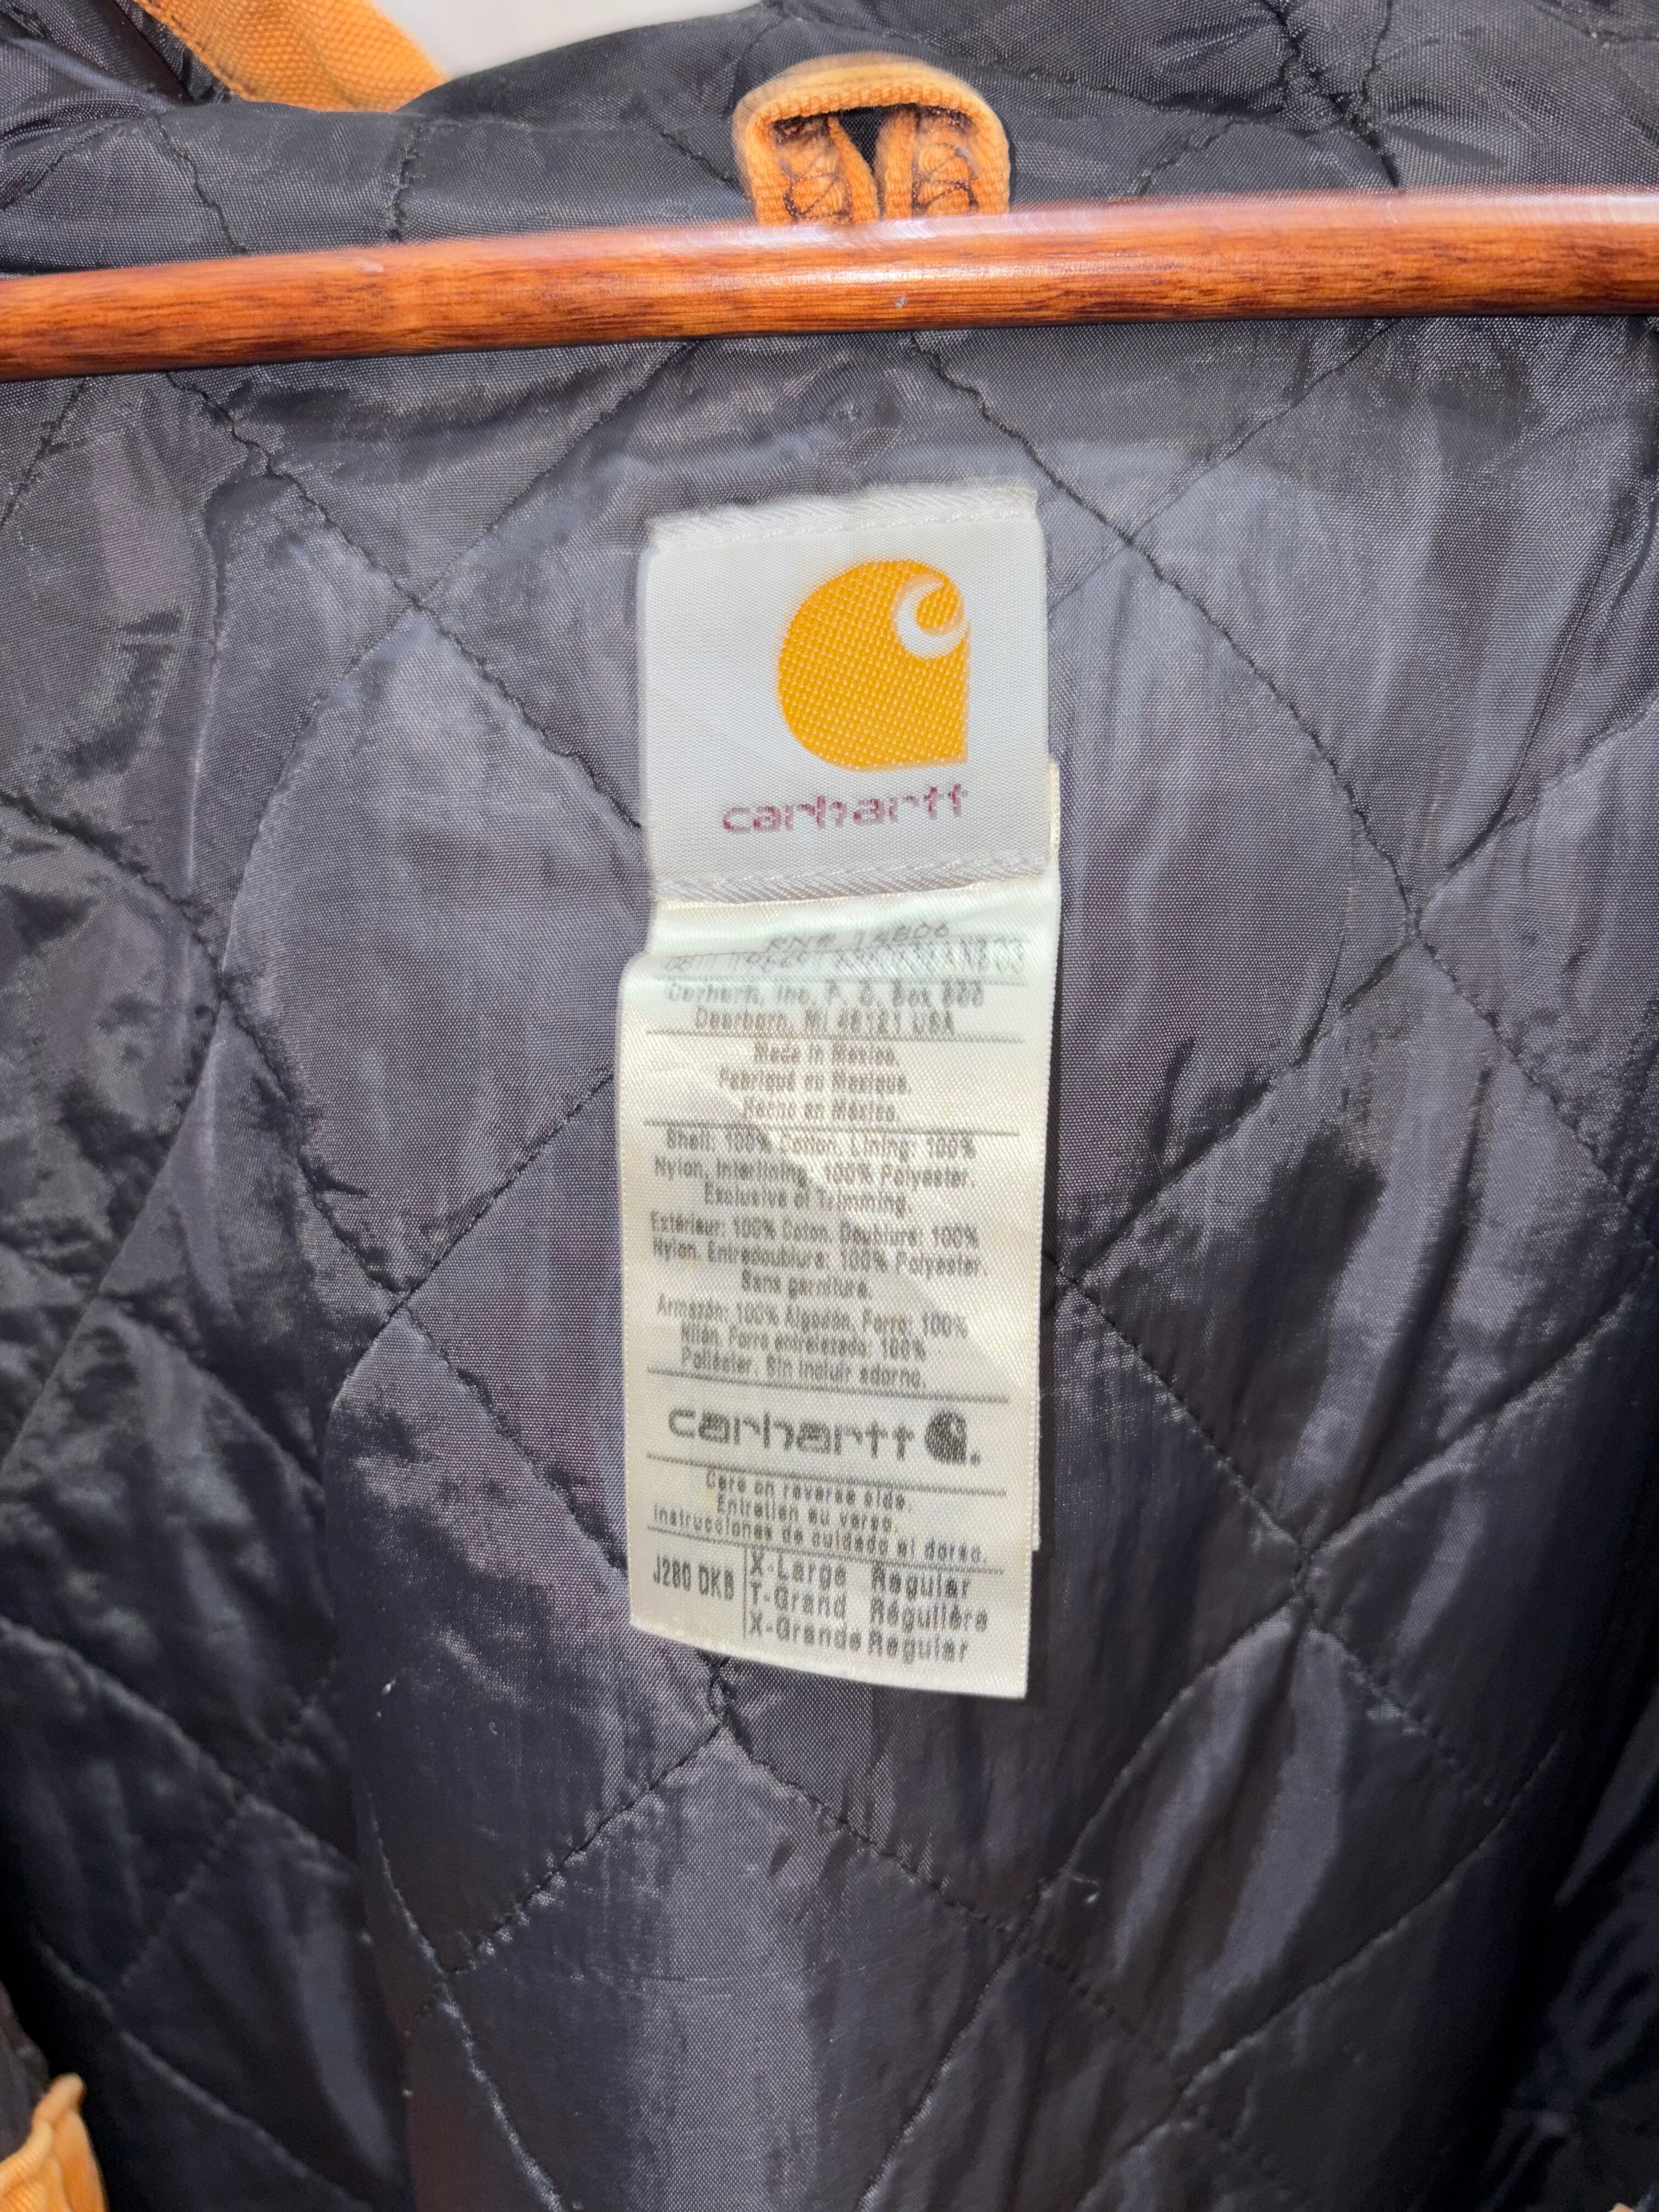 carhartt
RN# 14806
Carhartt, Inc. P. O. Box 600
Dearborn, MI 48121 USA
Made in Mexico.
Fabriqué au Mexique.
Hecho en México.
Shell: 100% Cotton. Lining: 100%
Nylon. Interlining: 100% Polyester.
Exclusive of Trimming.
Extérieur: 100% Coton. Doublure: 100%
Nylon. Entredoublure: 100% Polyester.
Sans garniture.
Armazón: 100% Algodón. Forro: 100%
Nilón. Forro entrelazado: 100%
Poliéster. Sin incluir adorno.
carhartt
Care on reverse side.
Entretien au verso.
Instrucciones de cuidado al dorso.
J280 DKB X-Large Regular
T-Grand Régulière
X-Grande Regular